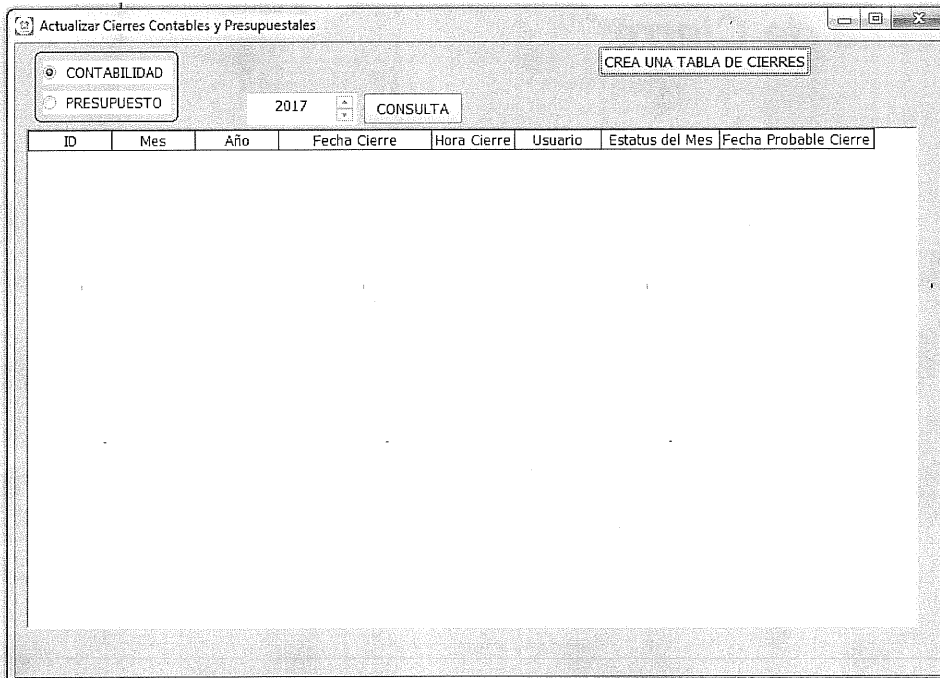 Actualizar Cierres Contables y Presupuestales
CONTABILIDAD
CREA UNA TABLA DE CIERRES
PRESUPUESTO
2017
CONSULTA
ID Mes Año Fecha Cierre Hora Cierre Usuario Estatus del Mes Fecha Probable Cierre